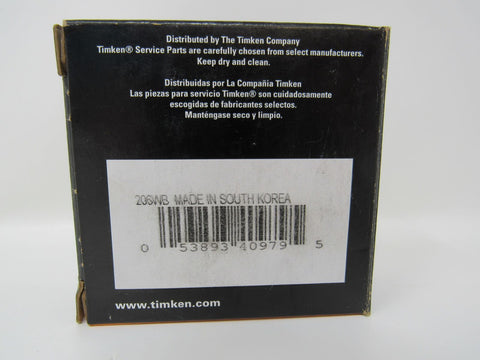 Distributed by The Timken Company
Timken® Service Parts are carefully chosen from select manufacturers.
Keep dry and clean.
Distribuidas por La Compañia Timken
Las piezas para servicio Timken® son cuidadosamente
escogidas de fabricantes selectos.
Manténgase seco y limpio.
206WB MADE IN SOUTH KOREA
0 53893 40979 5
www.timken.com